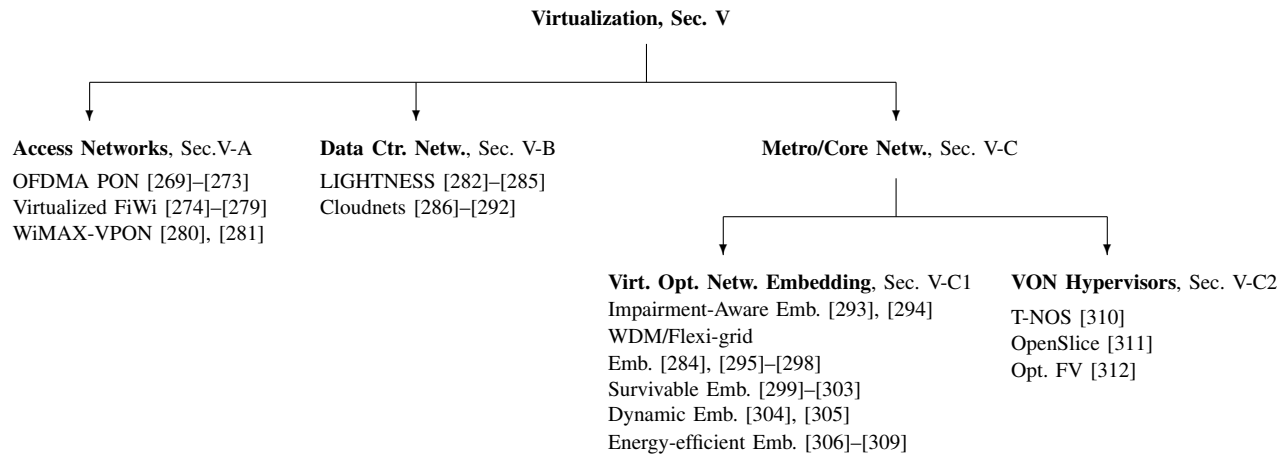 Virtualization, Sec. V
Access Networks, Sec.V-A
OFDMA PON [269]–[273]
Virtualized FiWi [274]–[279]
WiMAX-VPON [280], [281]
Data Ctr. Netw., Sec. V-B
LIGHTNESS [282]–[285]
Cloudnets [286]–[292]
Metro/Core Netw., Sec. V-C
Virt. Opt. Netw. Embedding, Sec. V-C1
Impairment-Aware Emb. [293], [294]
WDM/Flexi-grid
Emb. [284], [295]–[298]
Survivable Emb. [299]–[303]
Dynamic Emb. [304], [305]
Energy-efficient Emb. [306]–[309]
VON Hypervisors, Sec. V-C2
T-NOS [310]
OpenSlice [311]
Opt. FV [312]